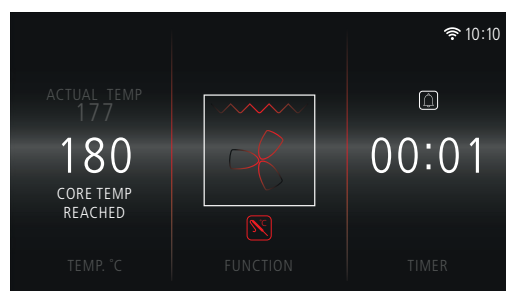 10:10
ACTUAL TEMP
177
180
CORE TEMP
REACHED
TEMP. °C
FUNCTION
00:01
TIMER